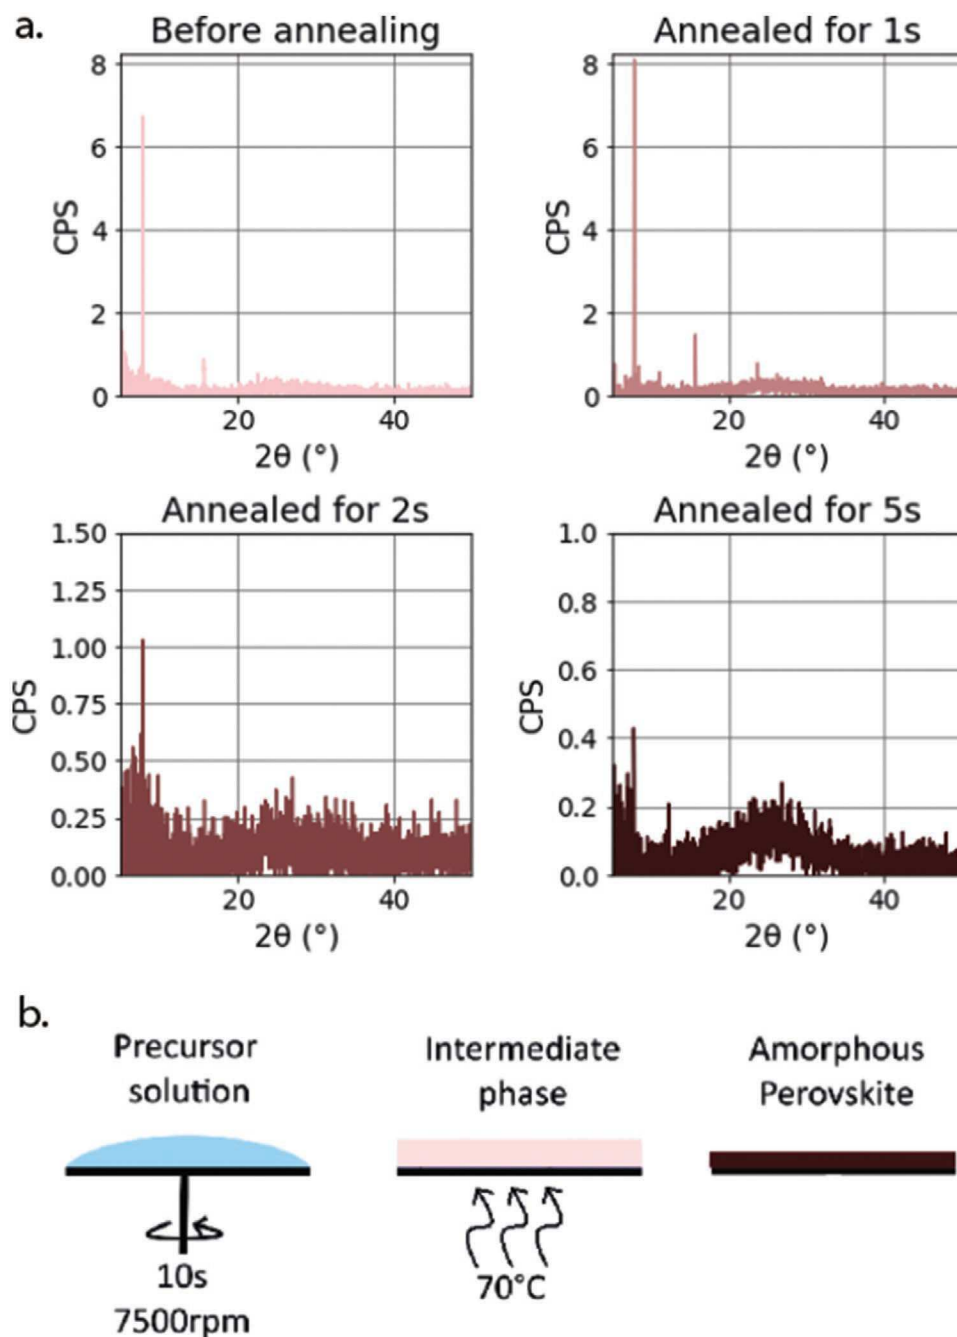 a.
Before annealing
8
6
4
2
0
CPS
20 40
2θ (°)
Annealed for 1s
8
6
4
2
0
CPS
20 40
2θ (°)
Annealed for 2s
1.50
1.25
1.00
0.75
0.50
0.25
0.00
CPS
20 40
2θ (°)
Annealed for 5s
1.0
0.8
0.6
0.4
0.2
0.0
CPS
20 40
2θ (°)
b.
Precursor
solution
10s
7500rpm
Intermediate
phase
70°C
Amorphous
Perovskite